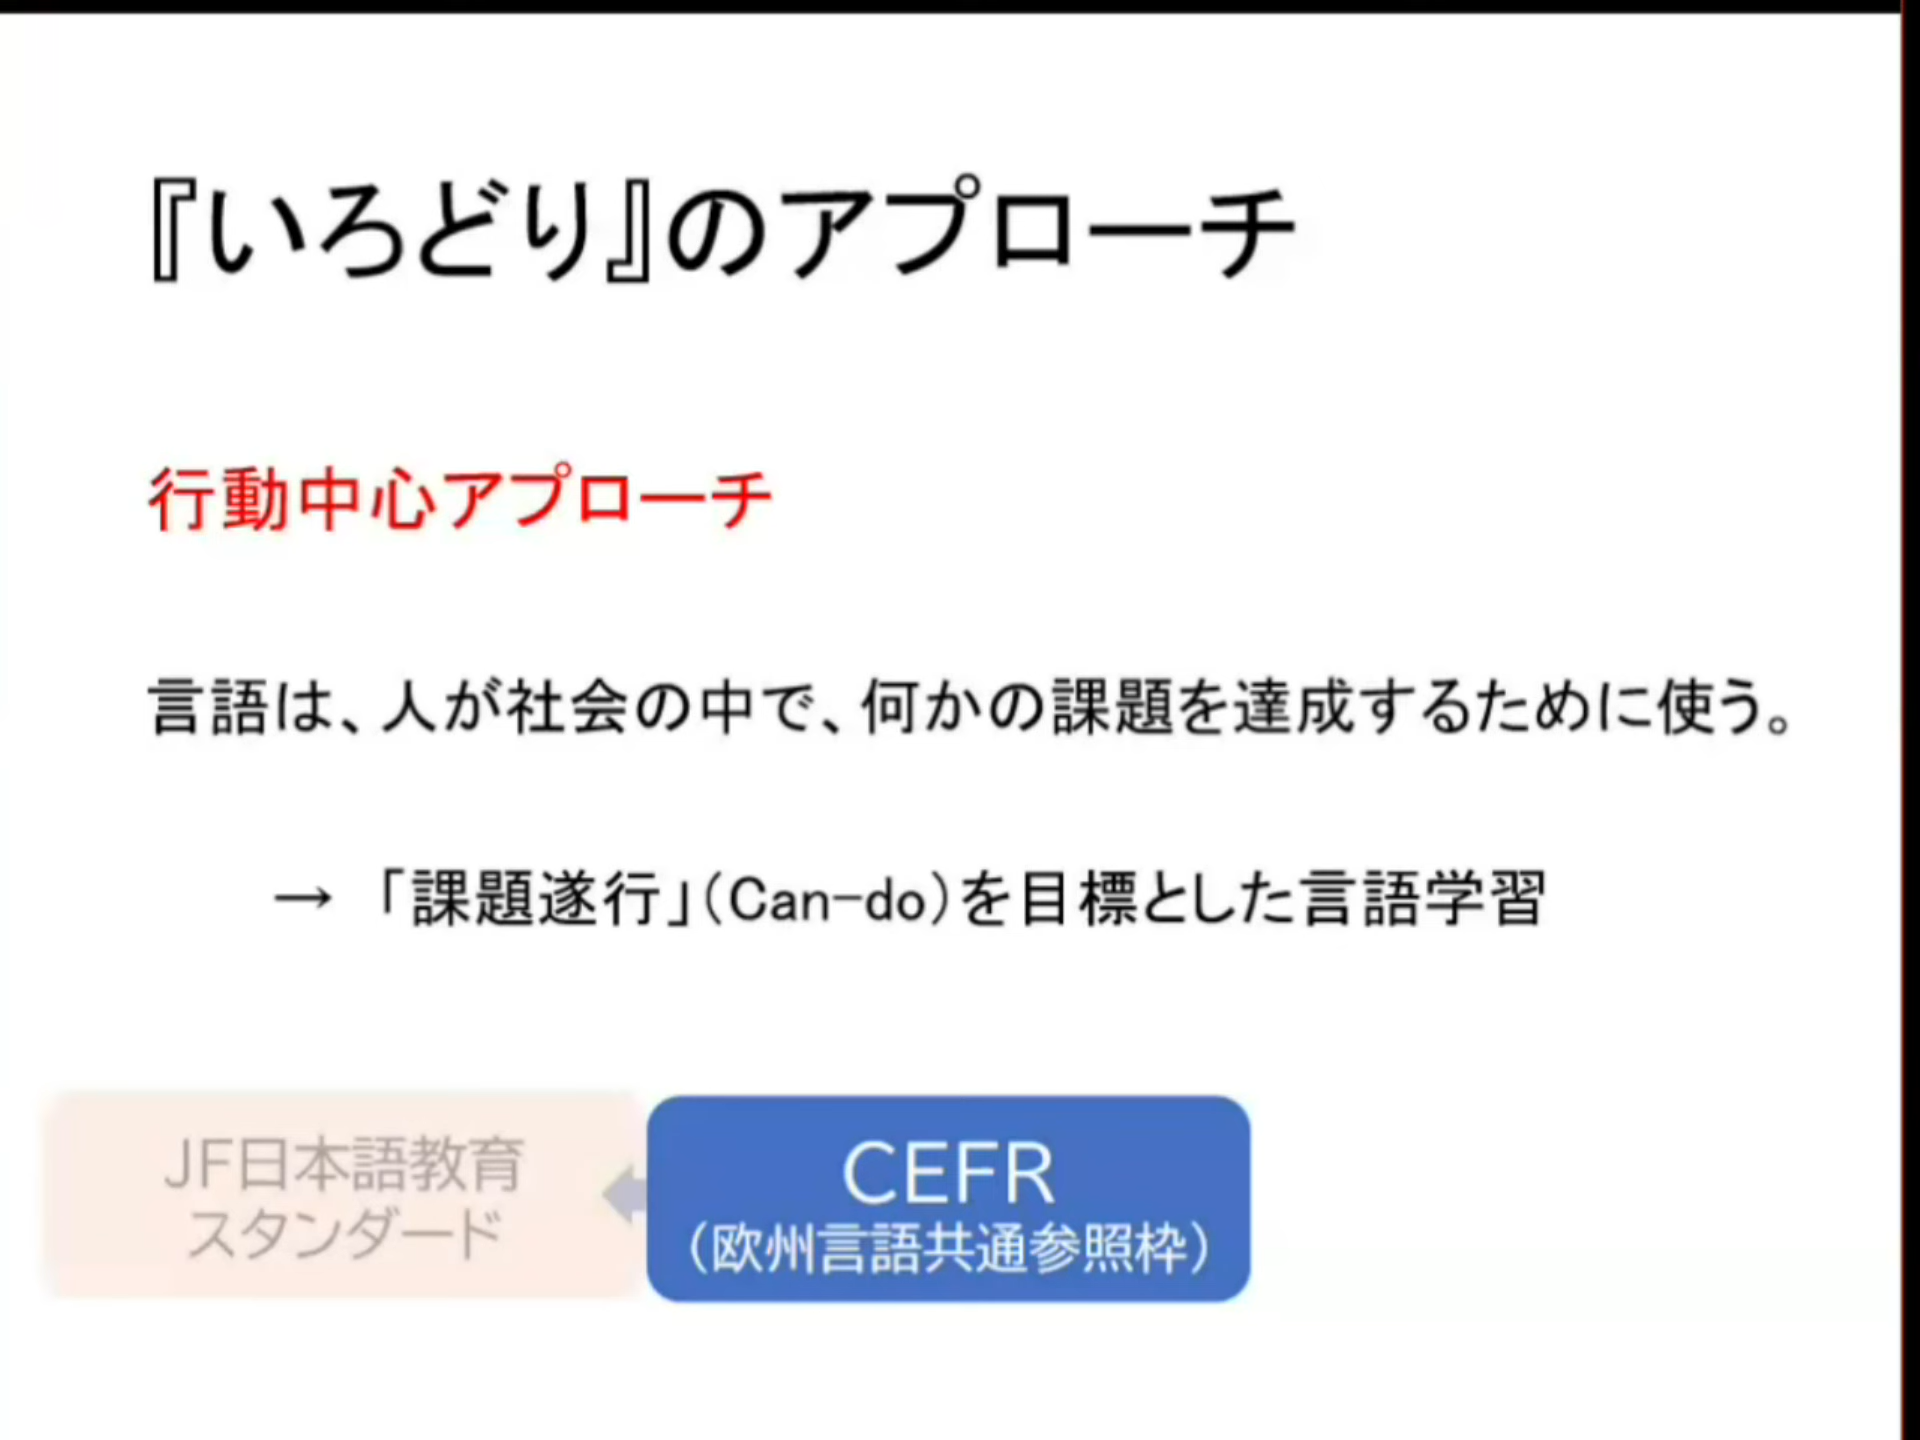 『いろどり』のアプローチ
行動中心アプローチ
言語は、人が社会の中で、何かの課題を達成するために使う。
→ 「課題遂行」（Can-do）を目標とした言語学習
JF日本語教育
スタンダード
CEFR
（欧州言語共通参照枠）